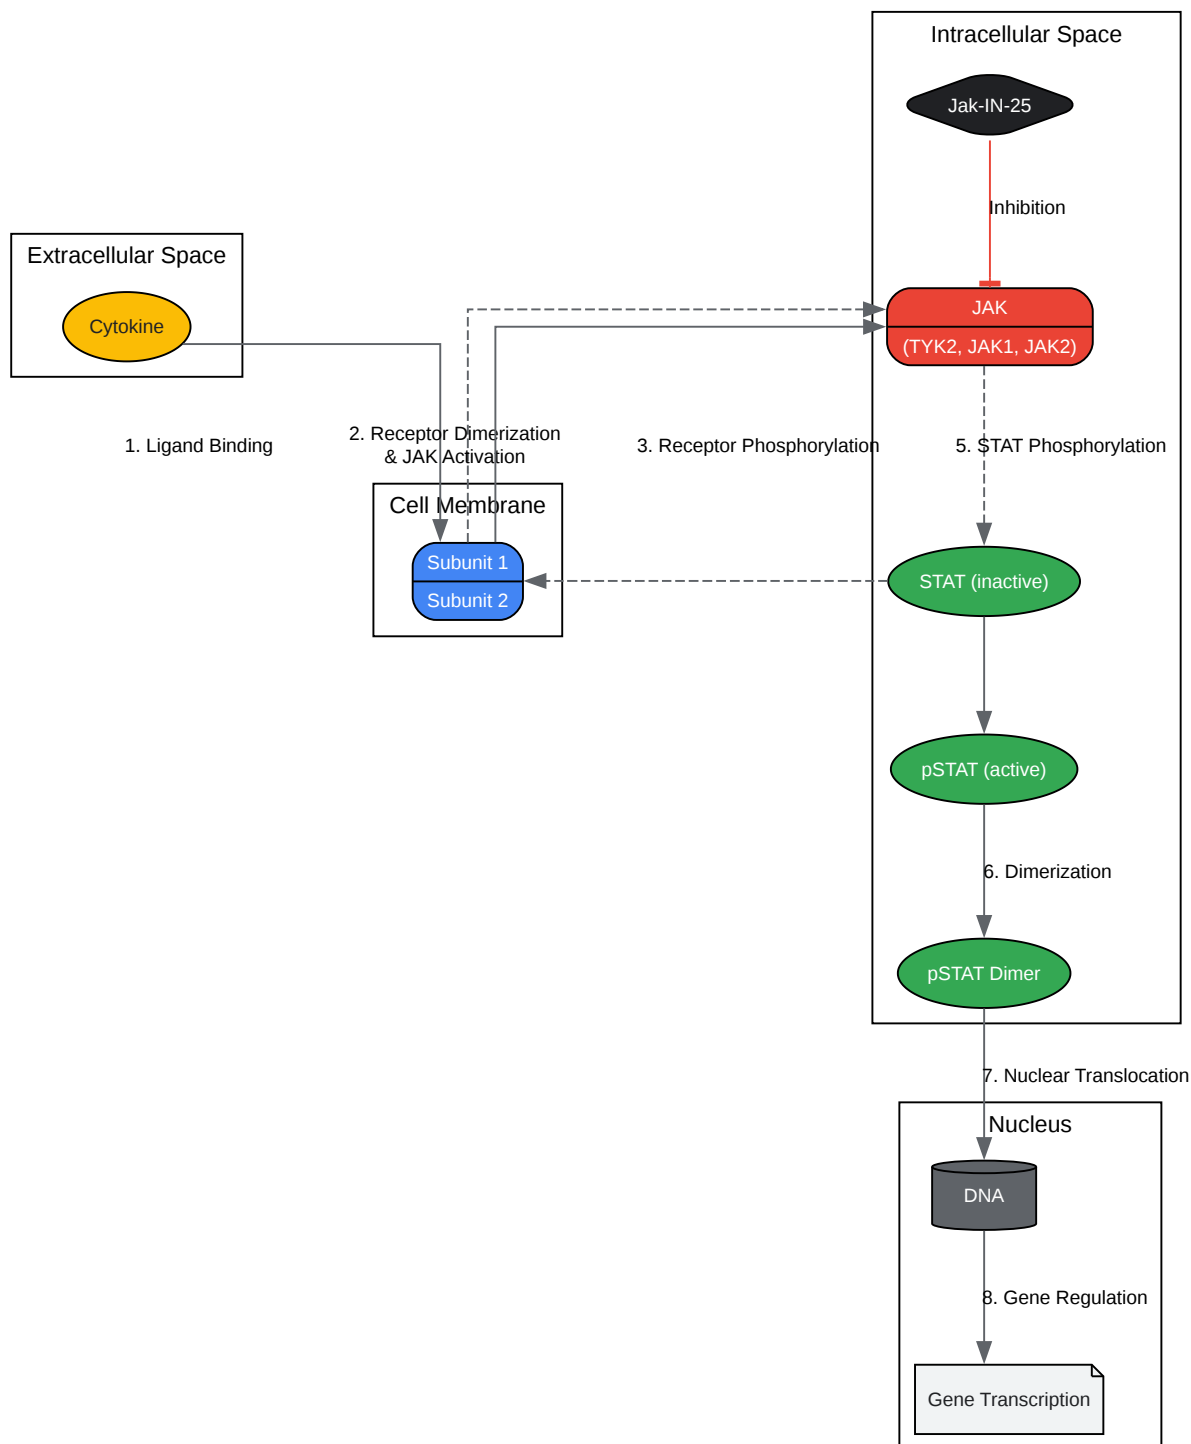 Intracellular Space
Jak-IN-25
Inhibition
Extracellular Space
Cytokine
JAK
(TYK2, JAK1, JAK2)
1. Ligand Binding
2. Receptor Dimerization
& JAK Activation
3. Receptor Phosphorylation
5. STAT Phosphorylation
Cell Membrane
Subunit 1
Subunit 2
STAT (inactive)
pSTAT (active)
6. Dimerization
pSTAT Dimer
7. Nuclear Translocation
Nucleus
DNA
8. Gene Regulation
Gene Transcription